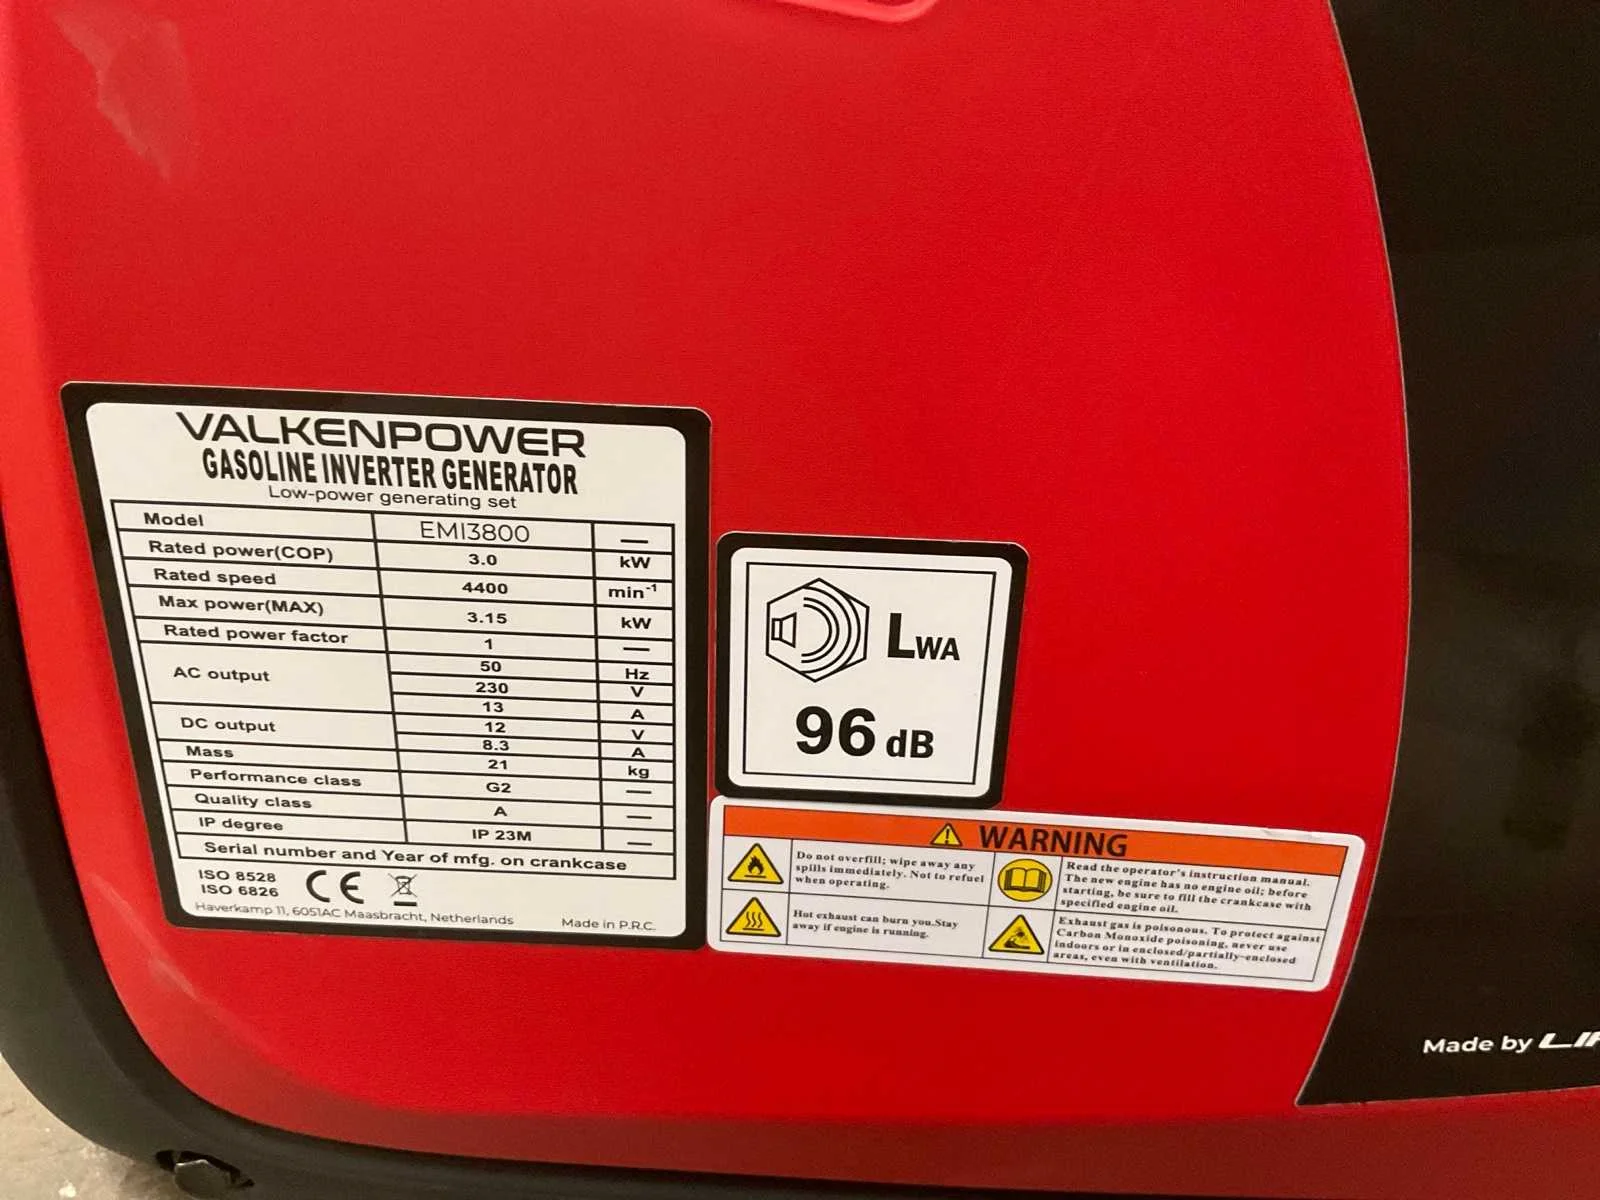 VALKENPOWER
GASOLINE INVERTER GENERATOR
Low-power generating set
Model EMI3800 —
Rated power(COP) 3.0 kW
Rated speed 4400 min⁻¹
Max power(MAX) 3.15 kW
Rated power factor 1 —
AC output 50 Hz
230 V
13 A
DC output 12 V
8.3 A
Mass 21 kg
Performance class G2 —
Quality class A —
IP degree IP 23M —
Serial number and Year of mfg. on crankcase
ISO 8528
ISO 6826
CE
Haverkamp 11, 6051AC Maasbracht, Netherlands Made in P.R.C.
LWA
96 dB
WARNING
Do not overfill; wipe away any
spills immediately. Not to refuel
when operating.
Read the operator's instruction manual.
The new engine has no engine oil; before
starting, be sure to fill the crankcase with
specified engine oil.
Hot exhaust can burn you.Stay
away if engine is running.
Exhaust gas is poisonous. To protect against
Carbon Monoxide poisoning, never use
indoors or in enclosed/partially-enclosed
areas, even with ventilation.
Made by